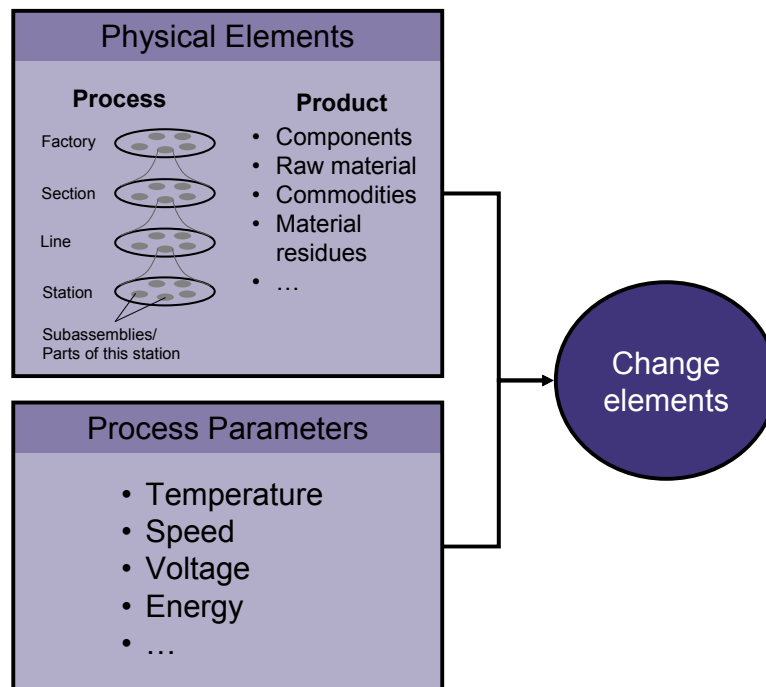 Physical Elements
Process
Factory
Section
Line
Station
Subassemblies/
Parts of this station
Product
• Components
• Raw material
• Commodities
• Material
residues
• …
Process Parameters
• Temperature
• Speed
• Voltage
• Energy
• …
Change
elements